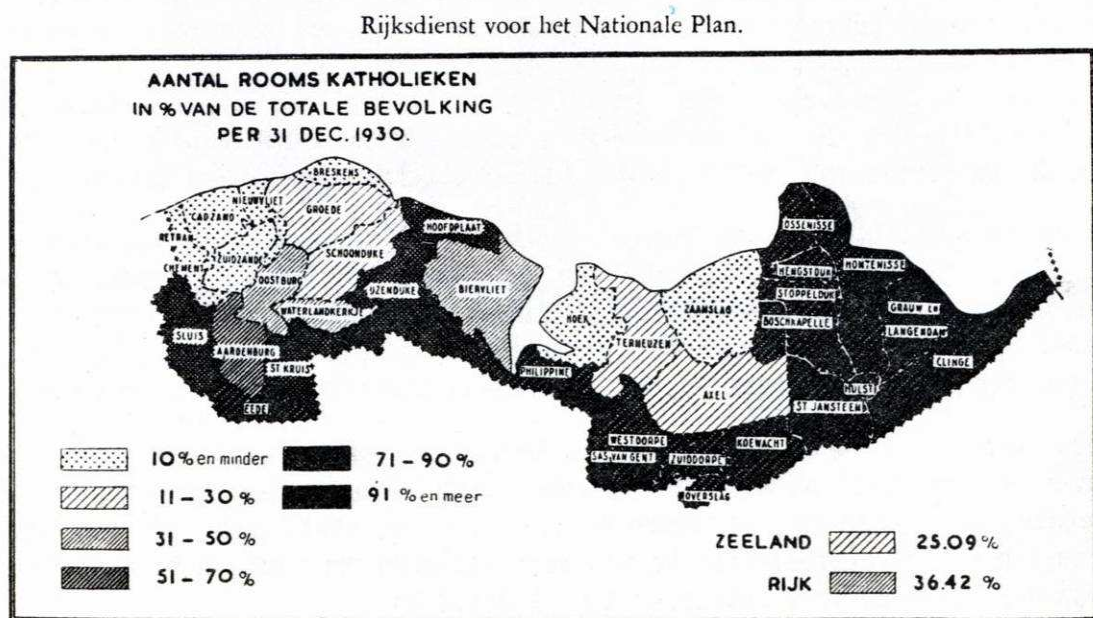 Rijksdienst voor het Nationale Plan.
AANTAL ROOMS KATHOLIEKEN
IN % VAN DE TOTALE BEVOLKING
PER 31 DEC. 1930.
BRESKENS
NIEUWVLIET
CADZAND
GROEDE
HOOFDPLAAT
OSSENISSE
RETRAN-
CHEMENT
ZUIDZANDE
SCHOONDIJKE
HENGSTDIJK
HONTENISSE
OOSTBURG
IJZENDIJKE
BIERVLIET
STOPPELDIJK
WATERLANDKERKJE
HOEK
ZAAMSLAG
BOSCHKAPELLE
GRAUW EN
LANGENDAM
SLUIS
TERNEUZEN
AARDENBURG
ST KRUIS
PHILIPPINE
CLINGE
AXEL
HULST
EEDE
ST JANSTEEN
WESTDORPE
KOEWACHT
SAS VAN GENT
ZUIDDORPE
OVERSLAG
10% en minder
71 – 90 %
11 – 30 %
91 % en meer
31 – 50 %
51 – 70 %
ZEELAND
25.09 %
RIJK
36.42 %